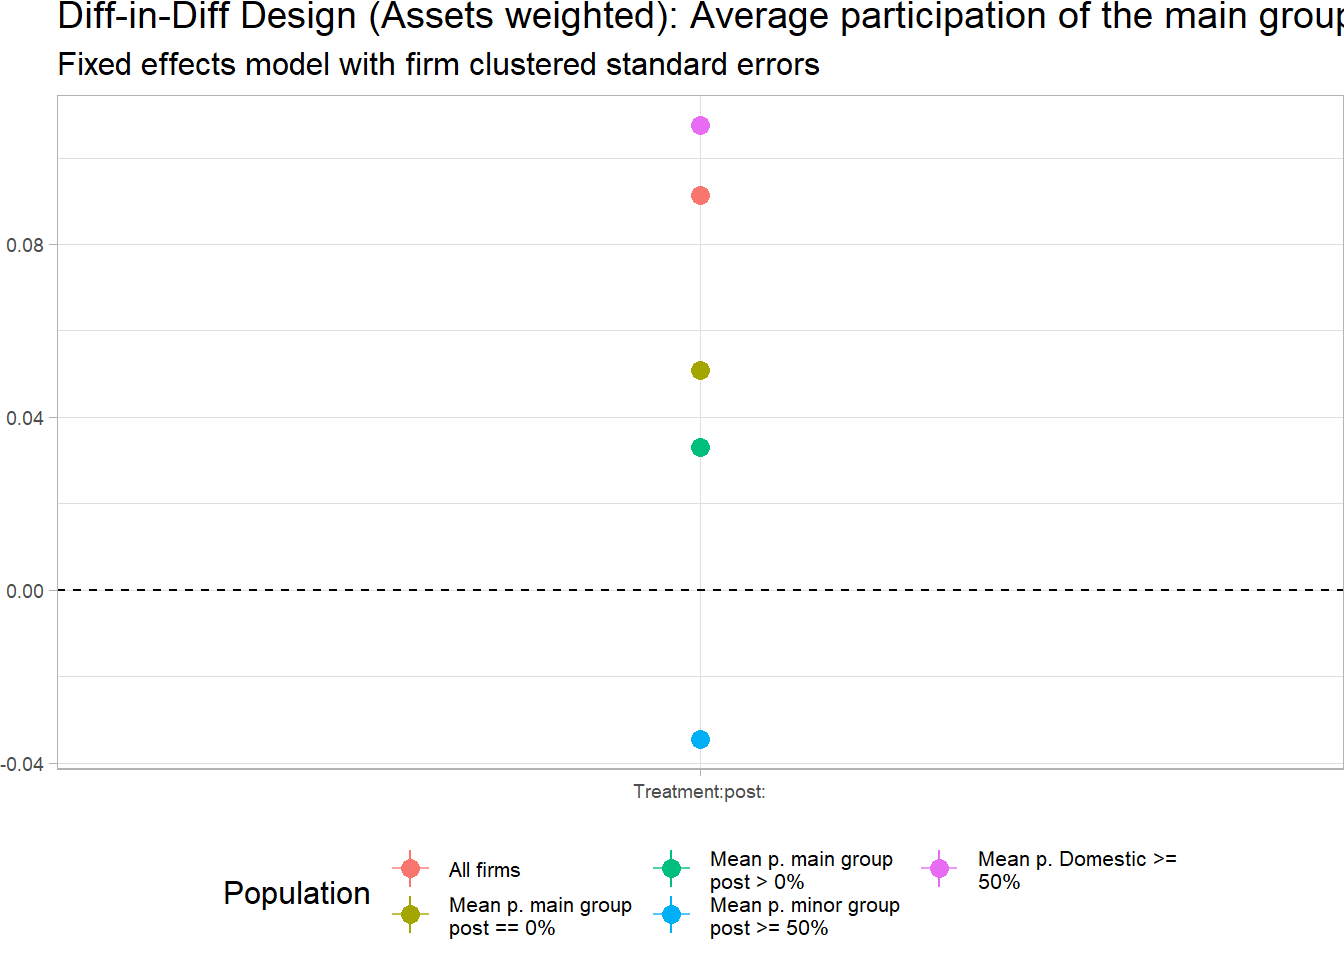 Diff-in-Diff Design (Assets weighted): Average participation of the main group
Fixed effects model with firm clustered standard errors
0.08
0.04
0.00
-0.04
Treatment:post:
Population
All firms
Mean p. main group
post == 0%
Mean p. main group
post > 0%
Mean p. minor group
post >= 50%
Mean p. Domestic >=
50%